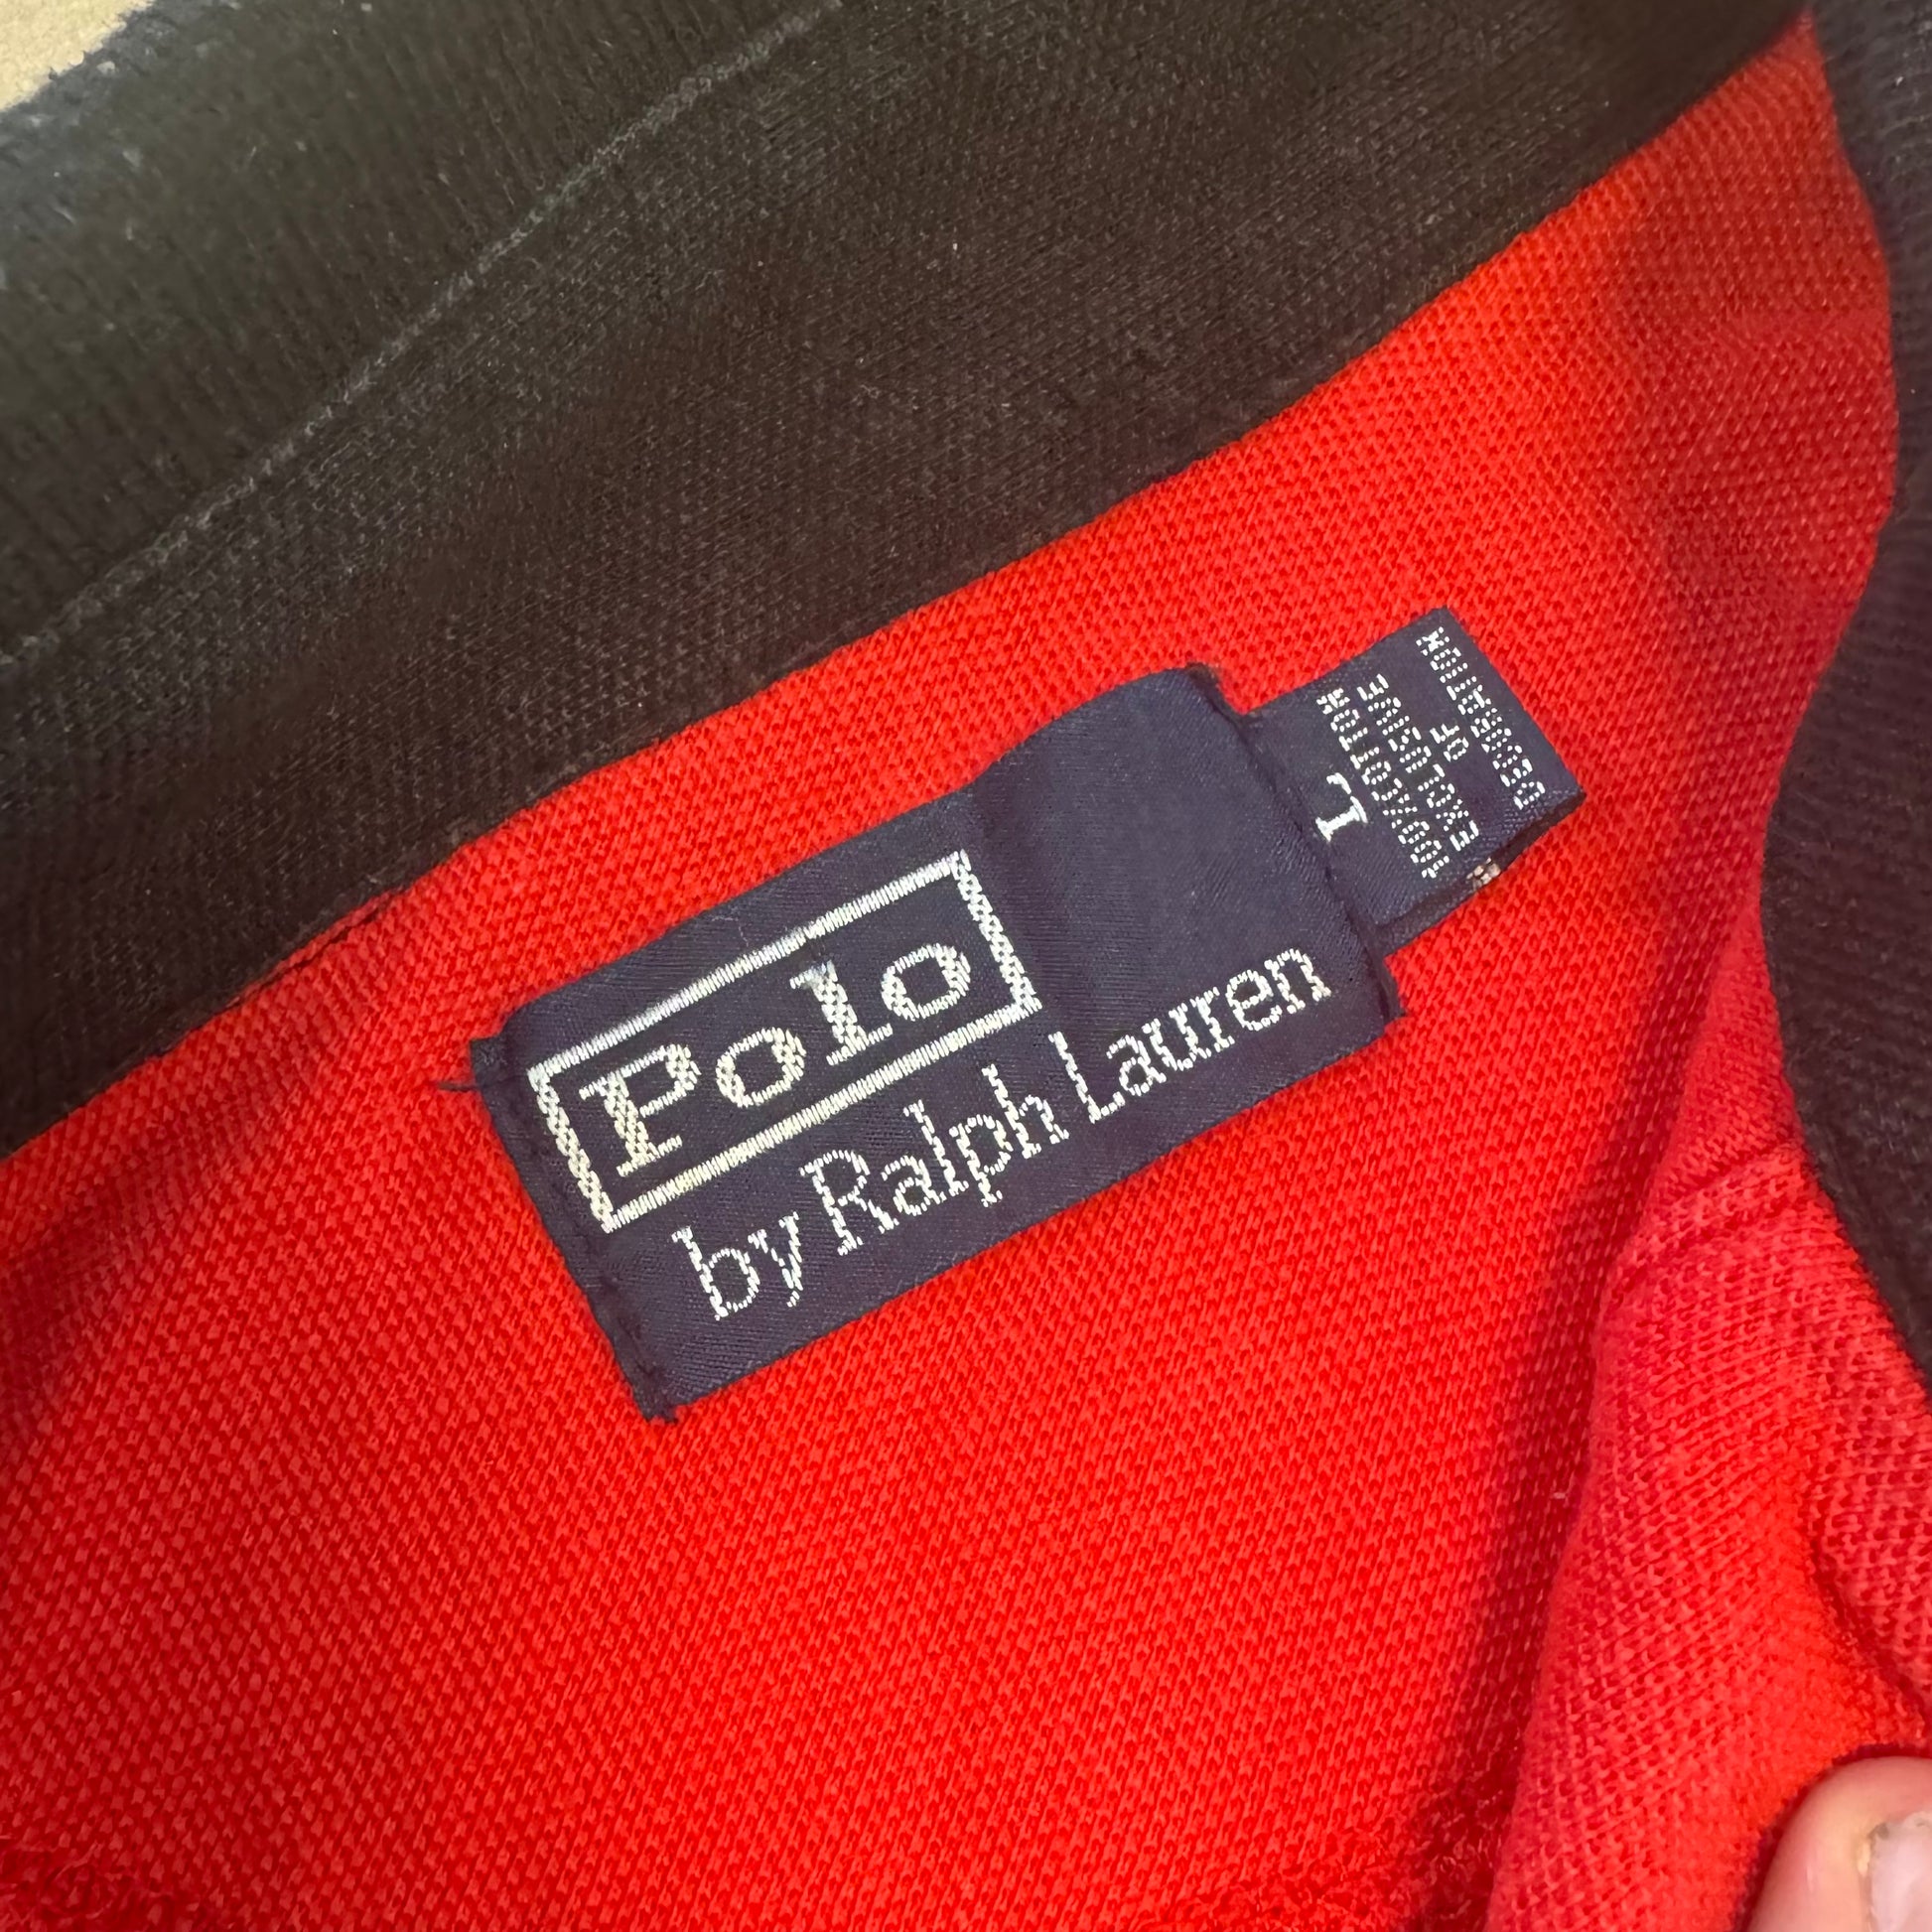 Polo
by Ralph Lauren
L
100%COTTON
EXCLUSIVE
OF
DECORATION